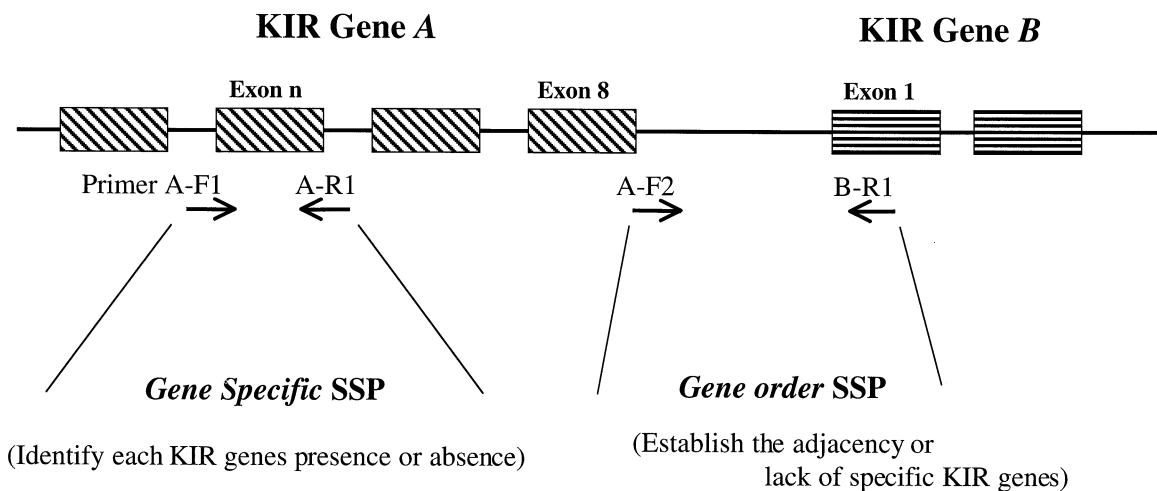 KIR Gene A
KIR Gene B
Exon n
Exon 8
Exon 1
Primer A-F1
A-R1
A-F2
B-R1
Gene Specific SSP
Gene order SSP
(Identify each KIR genes presence or absence)
(Establish the adjacency or
lack of specific KIR genes)